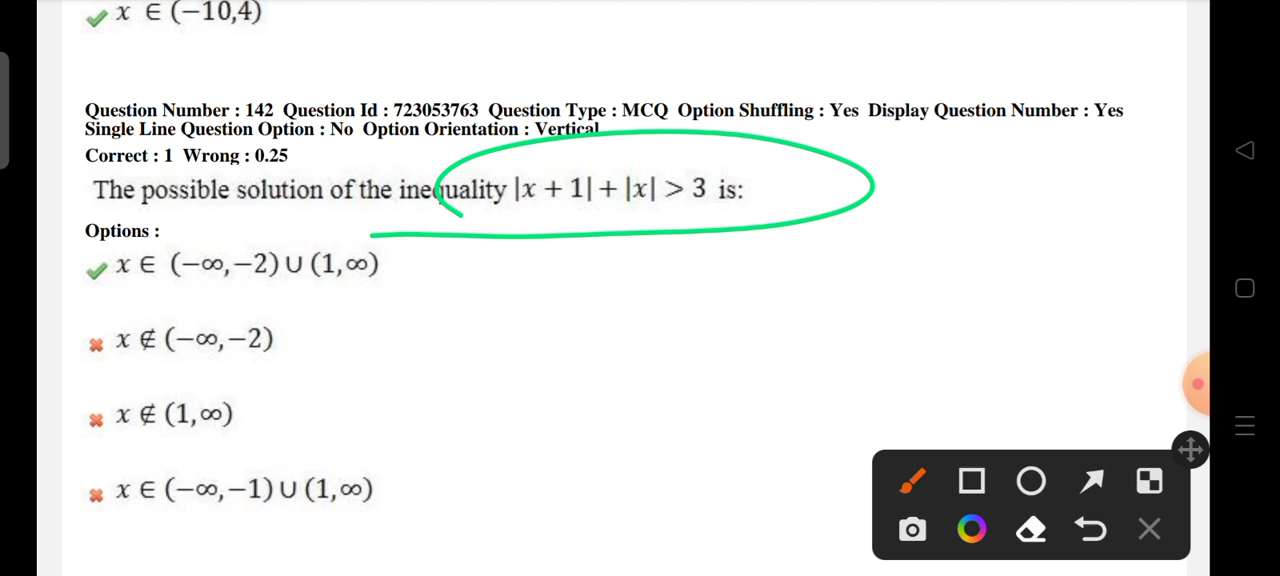 x ∈ (−10,4)
Question Number : 142 Question Id : 723053763 Question Type : MCQ Option Shuffling : Yes Display Question Number : Yes
Single Line Question Option : No Option Orientation : Vertical
Correct : 1 Wrong : 0.25
The possible solution of the inequality |x + 1| + |x| > 3 is:
Options :
x ∈ (−∞,−2) ∪ (1,∞)
x ∉ (−∞,−2)
x ∉ (1,∞)
x ∈ (−∞,−1) ∪ (1,∞)